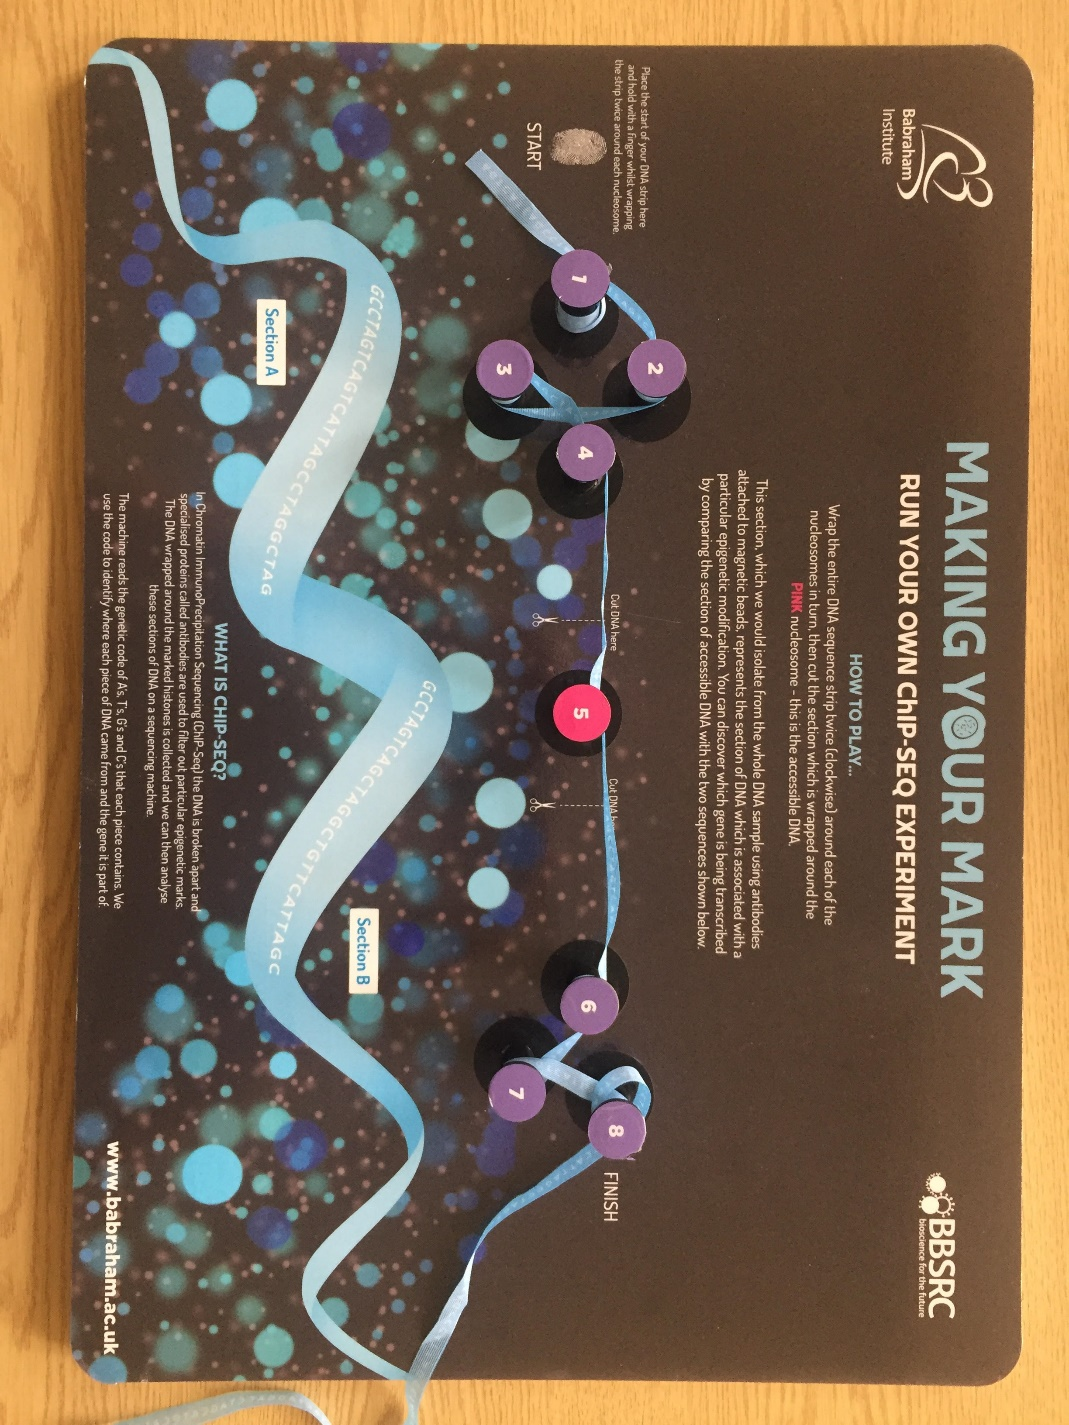 Babraham
Institute
MAKING YOUR MARK
RUN YOUR OWN ChIP-SEQ EXPERIMENT
BBSRC
bioscience for the future
HOW TO PLAY...
Wrap the entire DNA sequence strip twice (clockwise) around each of the
nucleosomes in turn, then cut the section which is wrapped around the
PINK nucleosome - this is the accessible DNA.
This section, which we would isolate from the whole DNA sample using antibodies
attached to magnetic beads, represents the section of DNA which is associated with a
particular epigenetic modification. You can discover which gene is being transcribed
by comparing the section of accessible DNA with the two sequences shown below.
Place the start of your DNA strip here
and hold with a finger whilst wrapping
the strip twice around each nucleosome.
START
1
2
3
4
Cut DNA here
5
Cut DNA
6
7
8
FINISH
GCCTAGTCAGTCATTAGCCTAGGCTAG
Section A
GCCTAGTCAGCTAGGCTGTTCATTAGC
Section B
WHAT IS CHIP-SEQ?
In Chromatin ImmunoPrecipitation Sequencing (ChIP-Seq) the DNA is broken apart and
specialised proteins called antibodies are used to filter out particular epigenetic marks.
The DNA wrapped around the marked histones is collected and we can then analyse
these sections of DNA on a sequencing machine.
The machine reads the genetic code of A's, T's, G's and C's that each piece contains. We
use the code to identify where each piece of DNA came from and the gene it is part of.
www.babraham.ac.uk